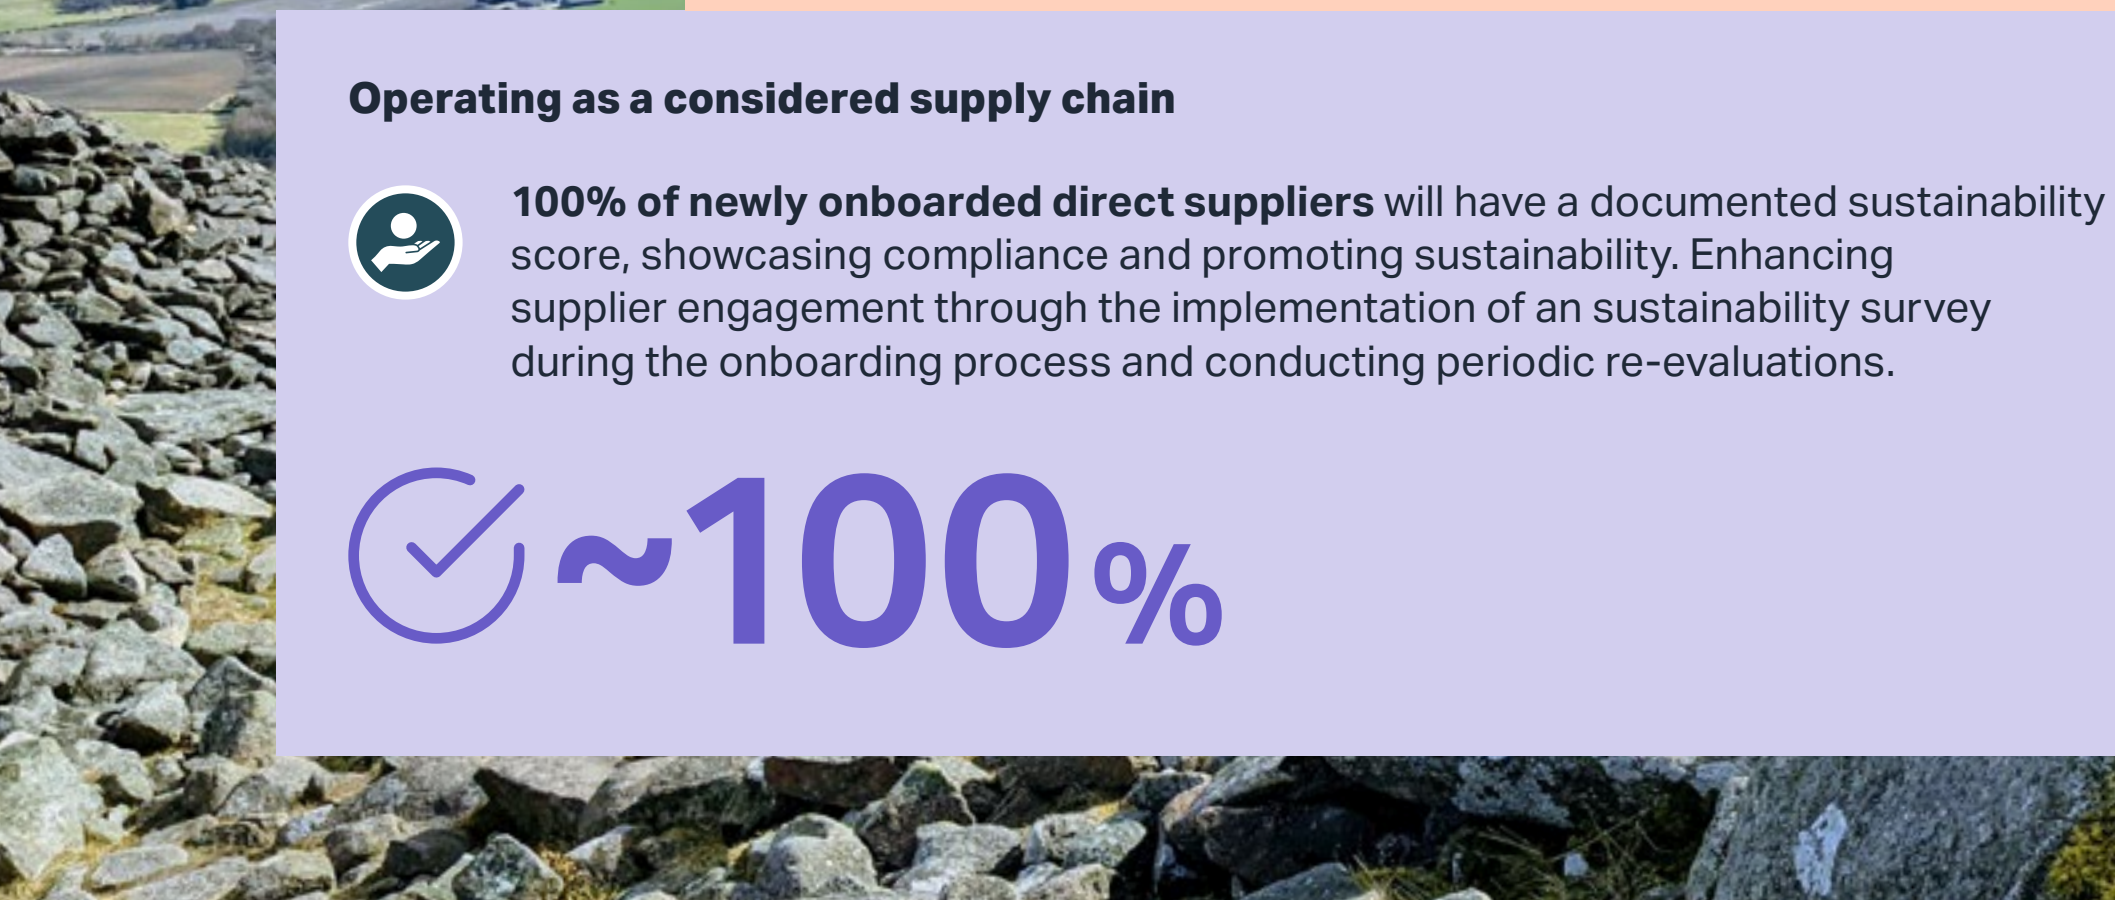 Operating as a considered supply chain
100% of newly onboarded direct suppliers will have a documented sustainability
score, showcasing compliance and promoting sustainability. Enhancing
supplier engagement through the implementation of an sustainability survey
during the onboarding process and conducting periodic re-evaluations.
~100%